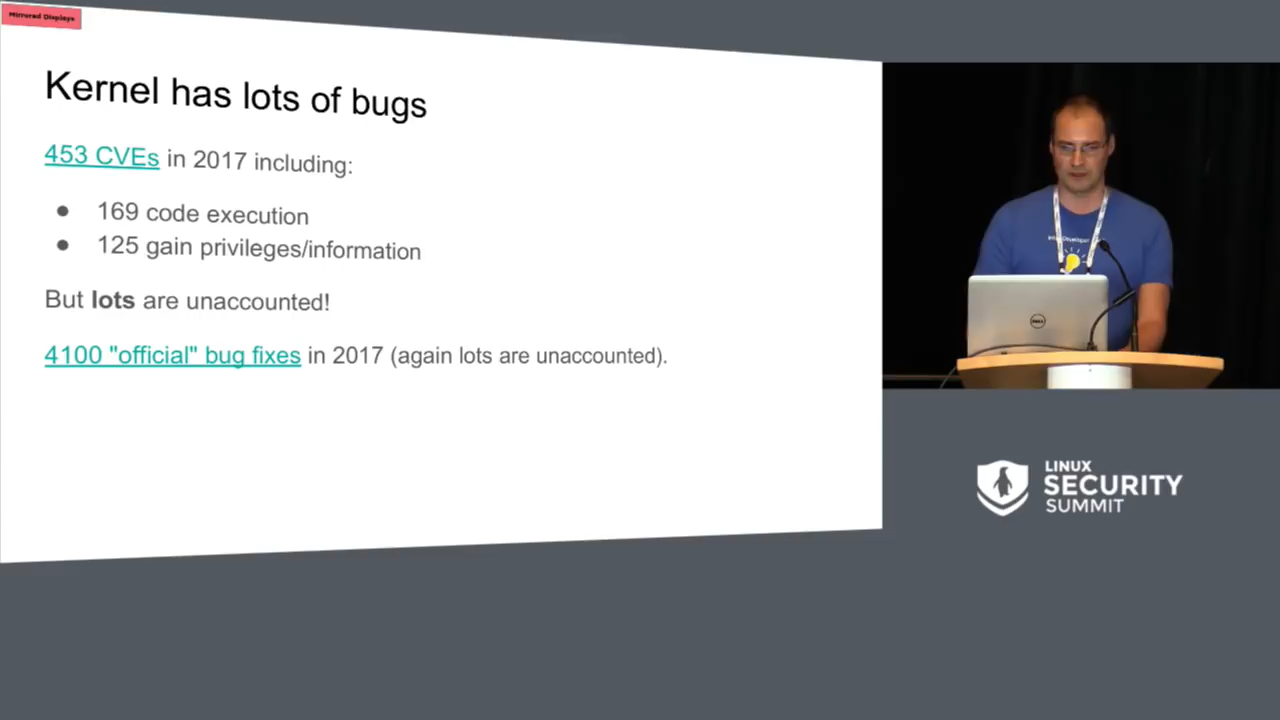 Mirrored Displays
Kernel has lots of bugs
453 CVEs in 2017 including:
● 169 code execution
● 125 gain privileges/information
But lots are unaccounted!
4100 "official" bug fixes in 2017 (again lots are unaccounted).
DELL
LINUX
SECURITY
SUMMIT